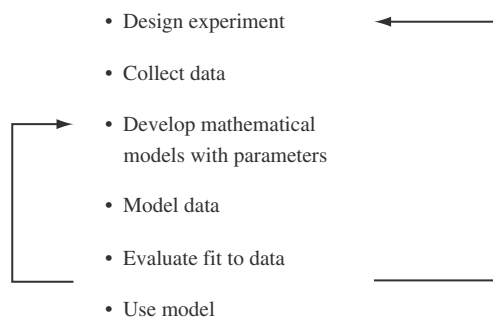 • Design experiment
• Collect data
• Develop mathematical
models with parameters
• Model data
• Evaluate fit to data
• Use model